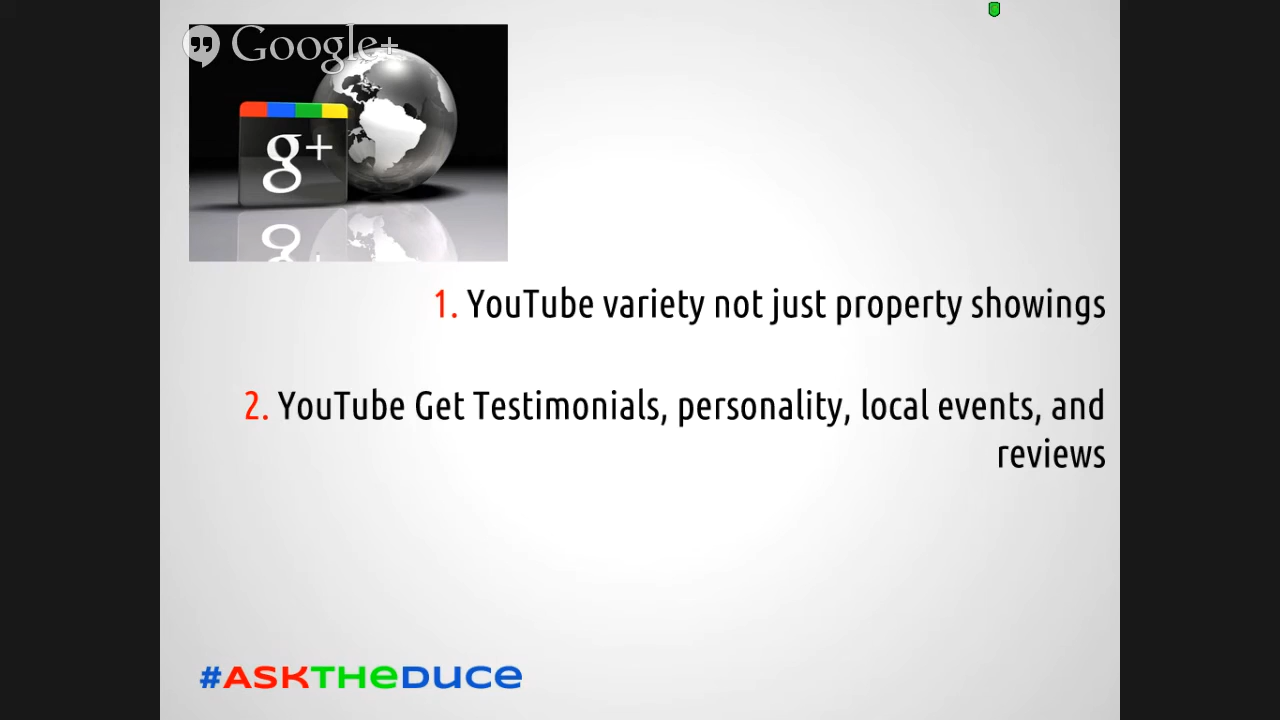 Google+
g+
1. YouTube variety not just property showings
2. YouTube Get Testimonials, personality, local events, and
reviews
#ASKTHeDUCe